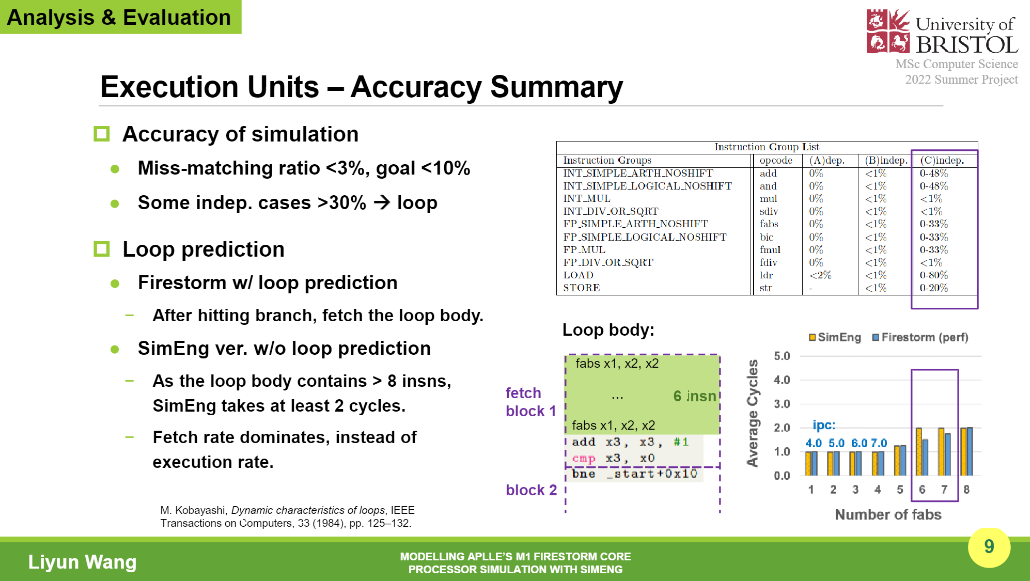 Analysis & Evaluation
University of
BRISTOL
MSc Computer Science
2022 Summer Project
Execution Units – Accuracy Summary
Accuracy of simulation
Miss-matching ratio <3%, goal <10%
Some indep. cases >30% → loop
Loop prediction
Firestorm w/ loop prediction
After hitting branch, fetch the loop body.
SimEng ver. w/o loop prediction
As the loop body contains > 8 insns,
SimEng takes at least 2 cycles.
Fetch rate dominates, instead of
execution rate.
M. Kobayashi, Dynamic characteristics of loops, IEEE
Transactions on Computers, 33 (1984), pp. 125–132.
Instruction Group List
Instruction Groups opcode (A)dep. (B)indep. (C)indep.
INT_SIMPLE_ARTH_NOSHIFT add 0% <1% 0-48%
INT_SIMPLE_LOGICAL_NOSHIFT and 0% <1% 0-48%
INT_MUL mul 0% <1% <1%
INT_DIV_OR_SQRT sdiv 0% <1% <1%
FP_SIMPLE_ARTH_NOSHIFT fabs 0% <1% 0-33%
FP_SIMPLE_LOGICAL_NOSHIFT bic 0% <1% 0-33%
FP_MUL fmul 0% <1% 0-33%
FP_DIV_OR_SQRT fdiv 0% <1% <1%
LOAD ldr <2% <1% 0-80%
STORE str - <1% 0-20%
Loop body:
fetch
block 1
fabs x1, x2, x2
... 6 insn
fabs x1, x2, x2
add x3, x3, #1
cmp x3, x0
bne _start+0x10
block 2
SimEng Firestorm (perf)
Average Cycles
5.0
4.0
3.0
2.0
1.0
0.0
ipc:
4.0 5.0 6.0 7.0
1 2 3 4 5 6 7 8
Number of fabs
Liyun Wang
MODELLING APLLE'S M1 FIRESTORM CORE
PROCESSOR SIMULATION WITH SIMENG
9